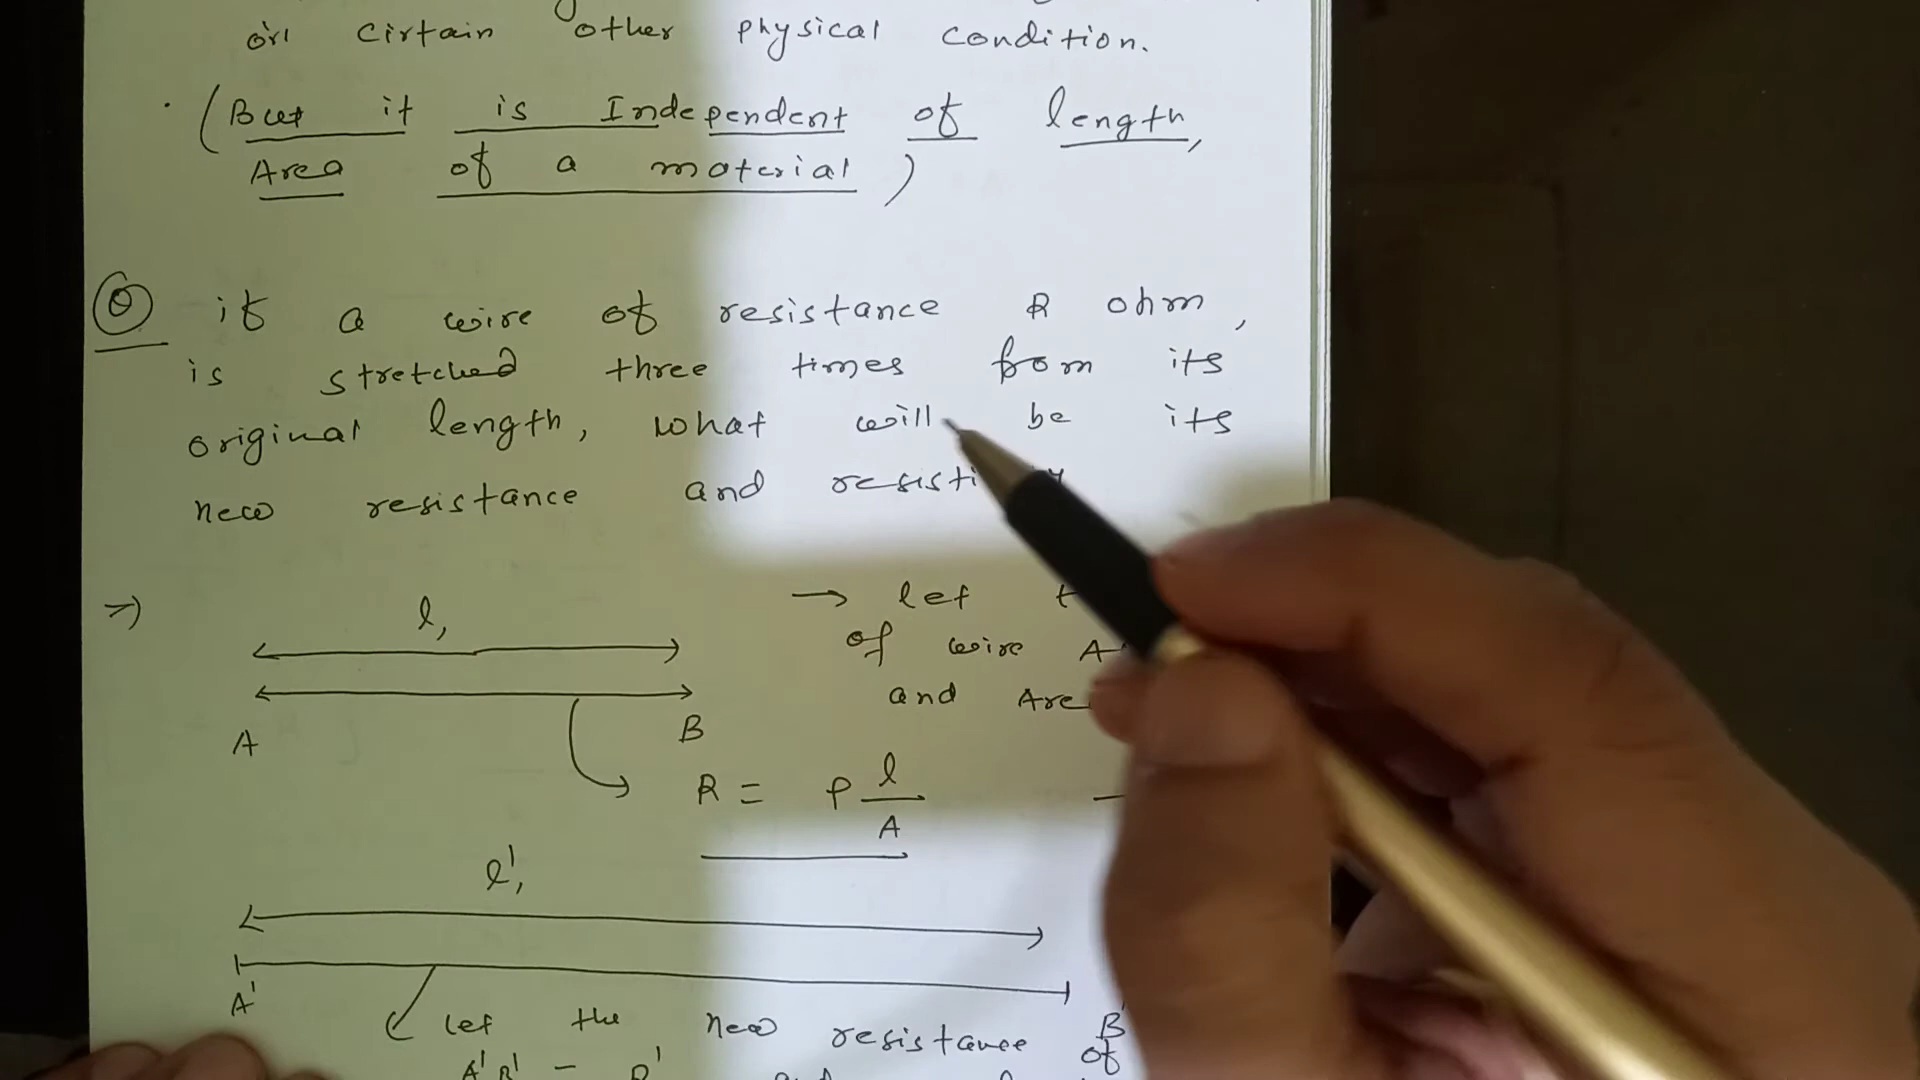 or cirtain other physical condition.
(But it is Independent of length,
Area of a material)
Q if a wire of resistance R ohm,
is stretched three times from its
original length, what will be its
new resistance and
=> l, → let
of wire
and
A B
R = ρ l/A
l',
A' B'
let the new resistance of
A'B' = R' and